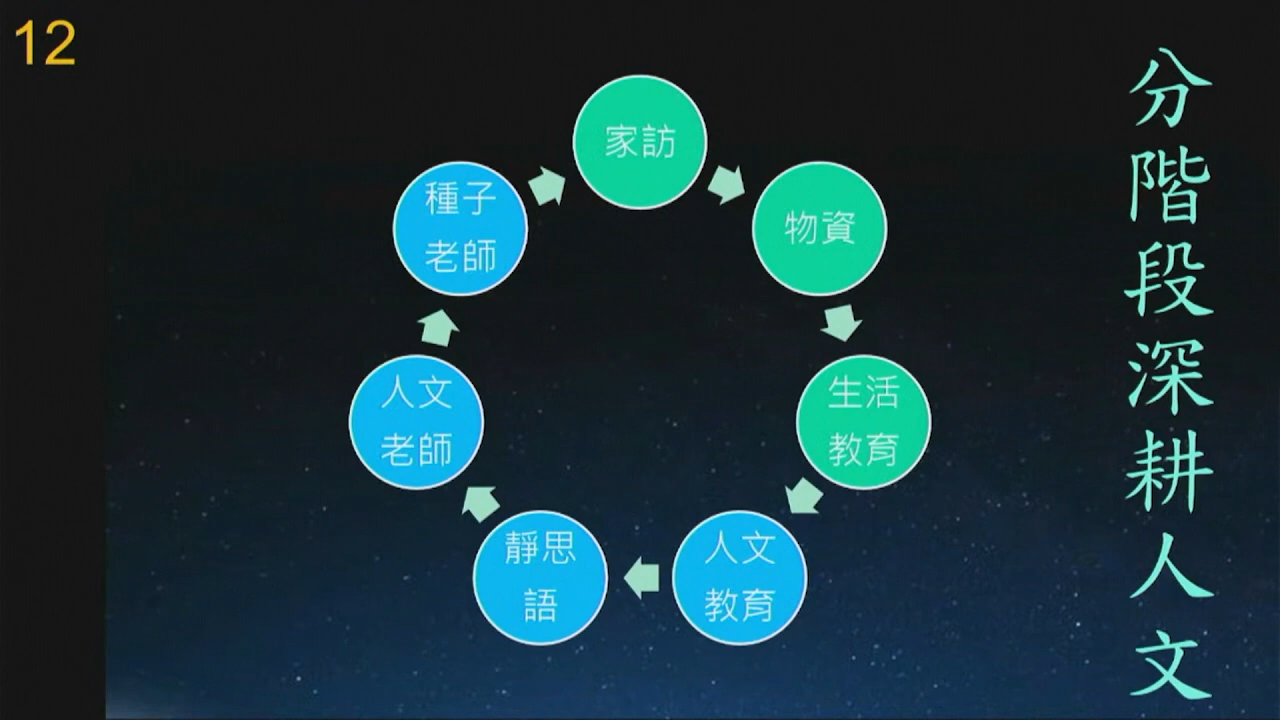 12
分階段深耕人文
家訪
物資
生活
教育
人文
教育
靜思
語
人文
老師
種子
老師